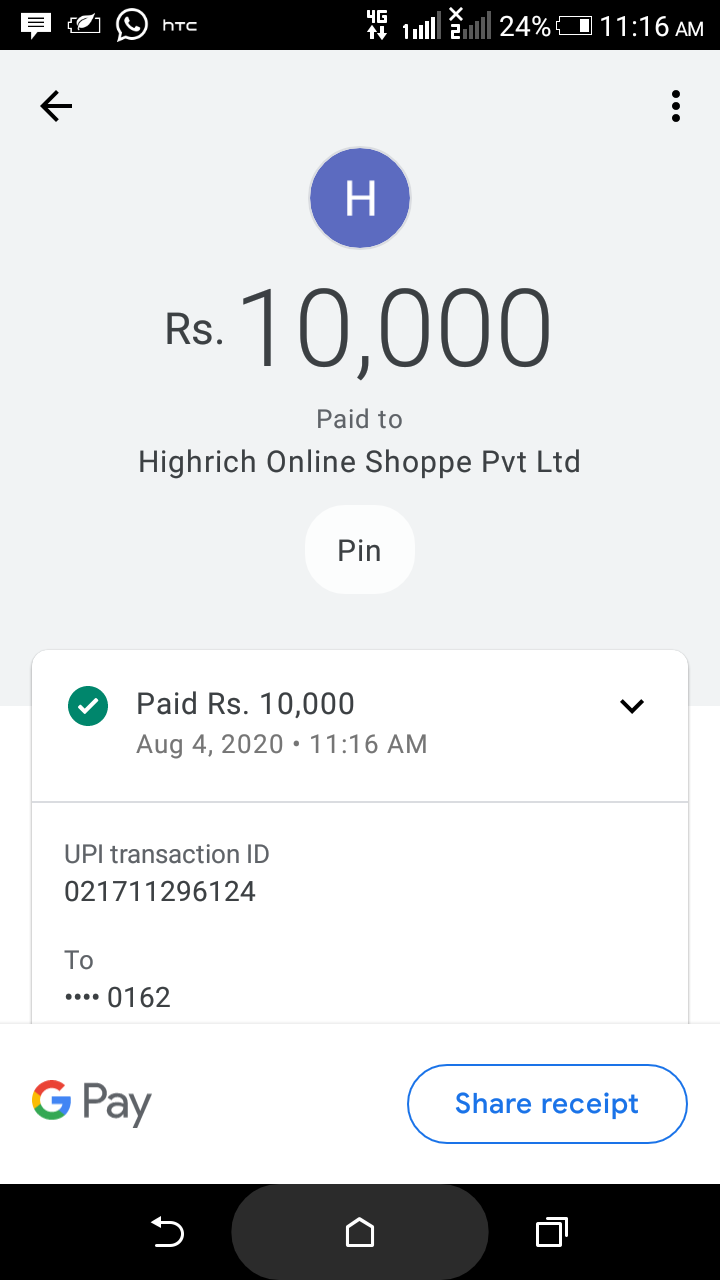 htc 4G 1 2 24% 11:16 AM
H
Rs. 10,000
Paid to
Highrich Online Shoppe Pvt Ltd
Pin
Paid Rs. 10,000
Aug 4, 2020 • 11:16 AM
UPI transaction ID
021711296124
To
•••• 0162
G Pay
Share receipt